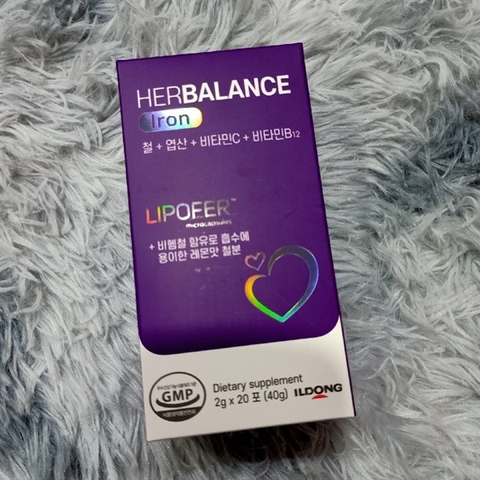 HERBALANCE
Iron
철 + 엽산 + 비타민C + 비타민B12
LIPOFER™
microcapsules
+ 비헴철 함유로 흡수에
용이한 레몬맛 철분
GMP
Dietary supplement
2g x 20 포 (40g)
ILDONG